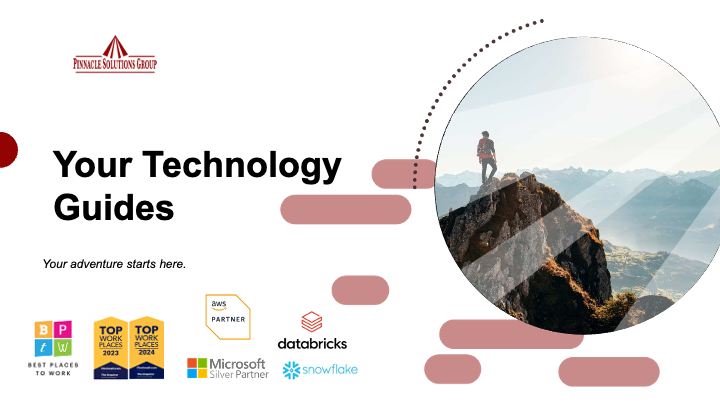 PINNACLE SOLUTIONS GROUP
Your Technology
Guides
Your adventure starts here.
aws
PARTNER
B P
t W
BEST PLACES
TO WORK
TOP
WORK
PLACES
2023
TOP
WORK
PLACES
2024
databricks
Microsoft
Silver Partner
snowflake